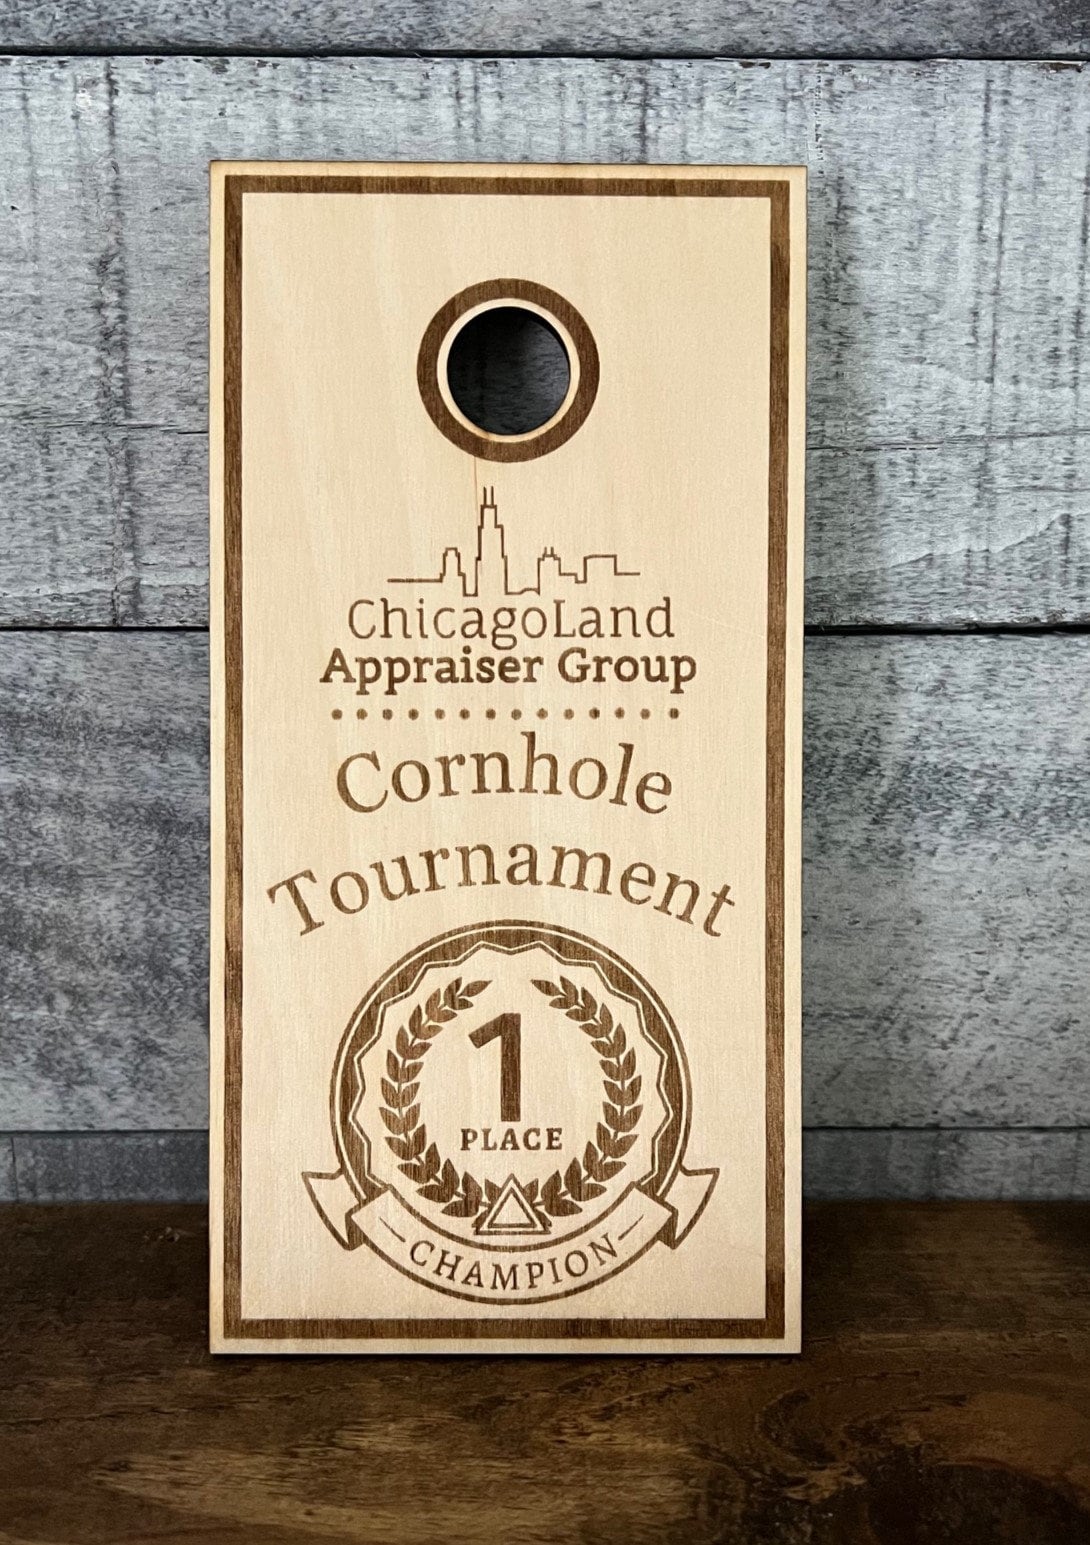 ChicagoLand
Appraiser Group
Cornhole
Tournament
1
PLACE
CHAMPION